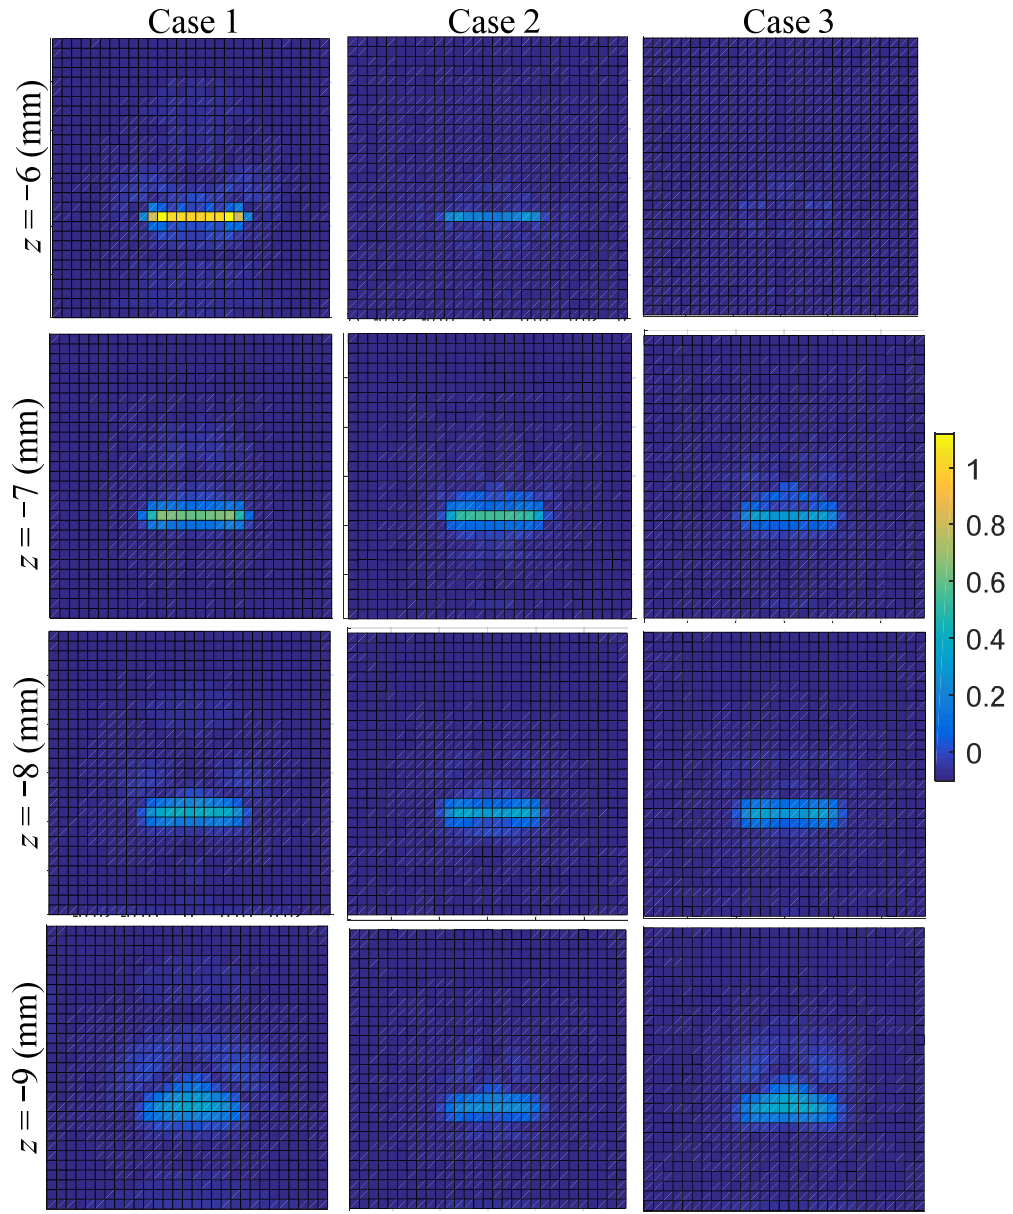 Case 1
Case 2
Case 3
z = −6 (mm)
z = −7 (mm)
z = −8 (mm)
z = −9 (mm)
1
0.8
0.6
0.4
0.2
0